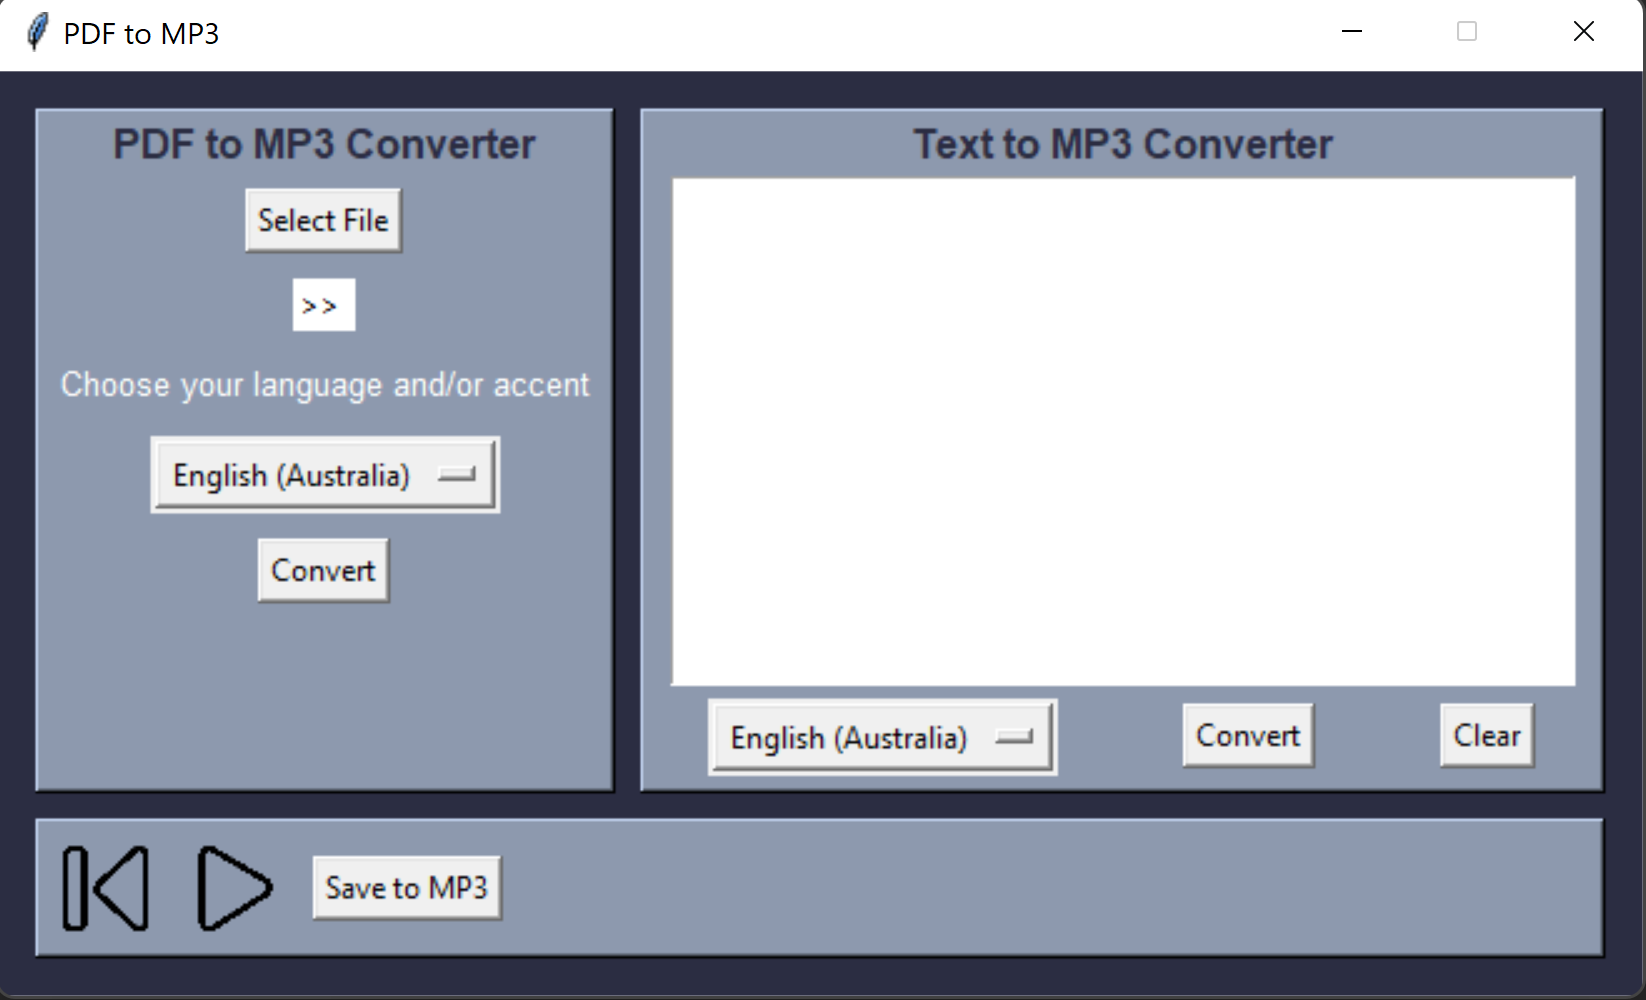 PDF to MP3
PDF to MP3 Converter
Select File
>>
Choose your language and/or accent
English (Australia)
Convert
Text to MP3 Converter
English (Australia)
Convert
Clear
Save to MP3